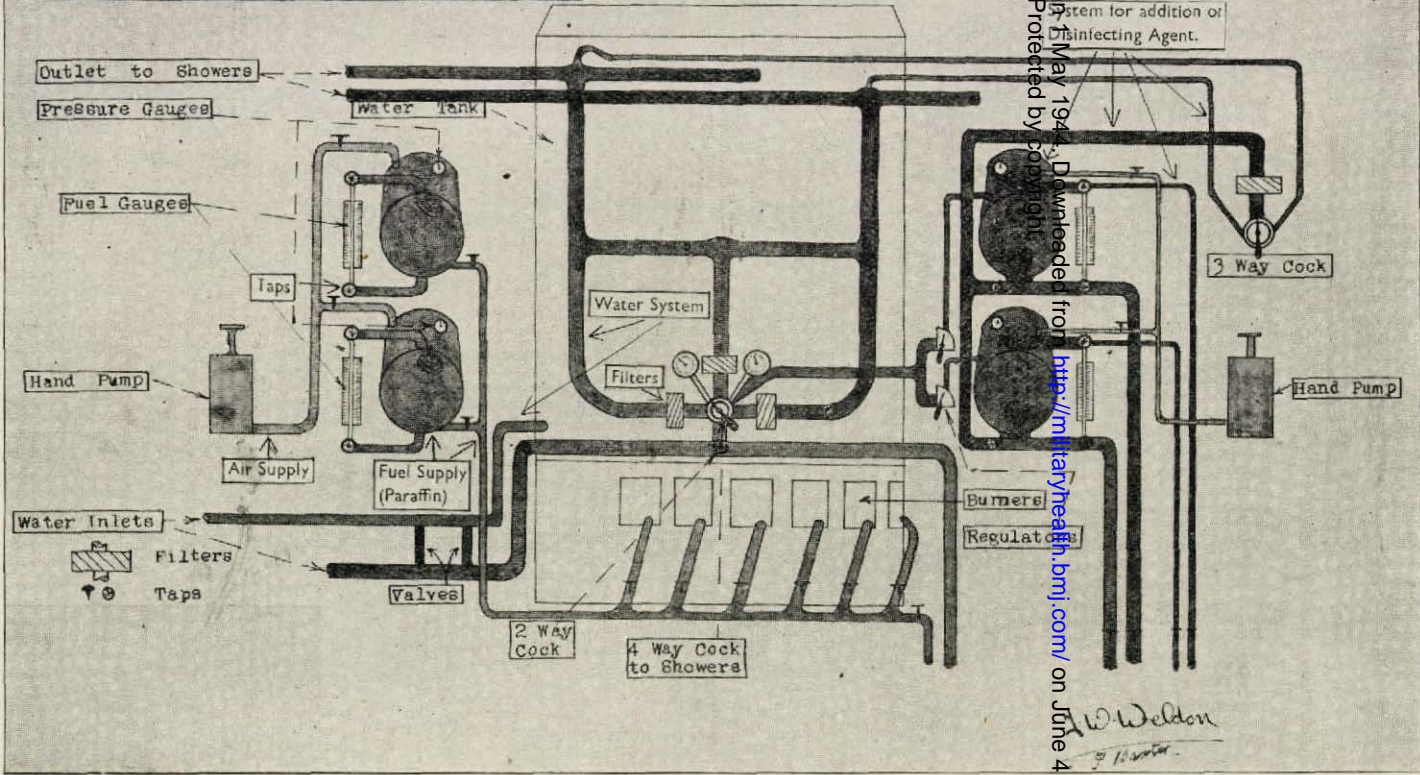 System for addition of
Disinfecting Agent.
Outlet to Showers
Pressure Gauges
Water Tank
Fuel Gauges
Taps
3 Way Cock
Water System
Filters
Hand Pump
Hand Pump
Air Supply
Fuel Supply
(Paraffin)
Burners
Water Inlets
Regulators
Filters
Valves
Taps
2 Way
Cock
4 Way Cock
to Showers
A W Weldon
n 1 May 1944. Downloaded from http://militaryhealth.bmj.com/ on June 4
Protected by copyright.